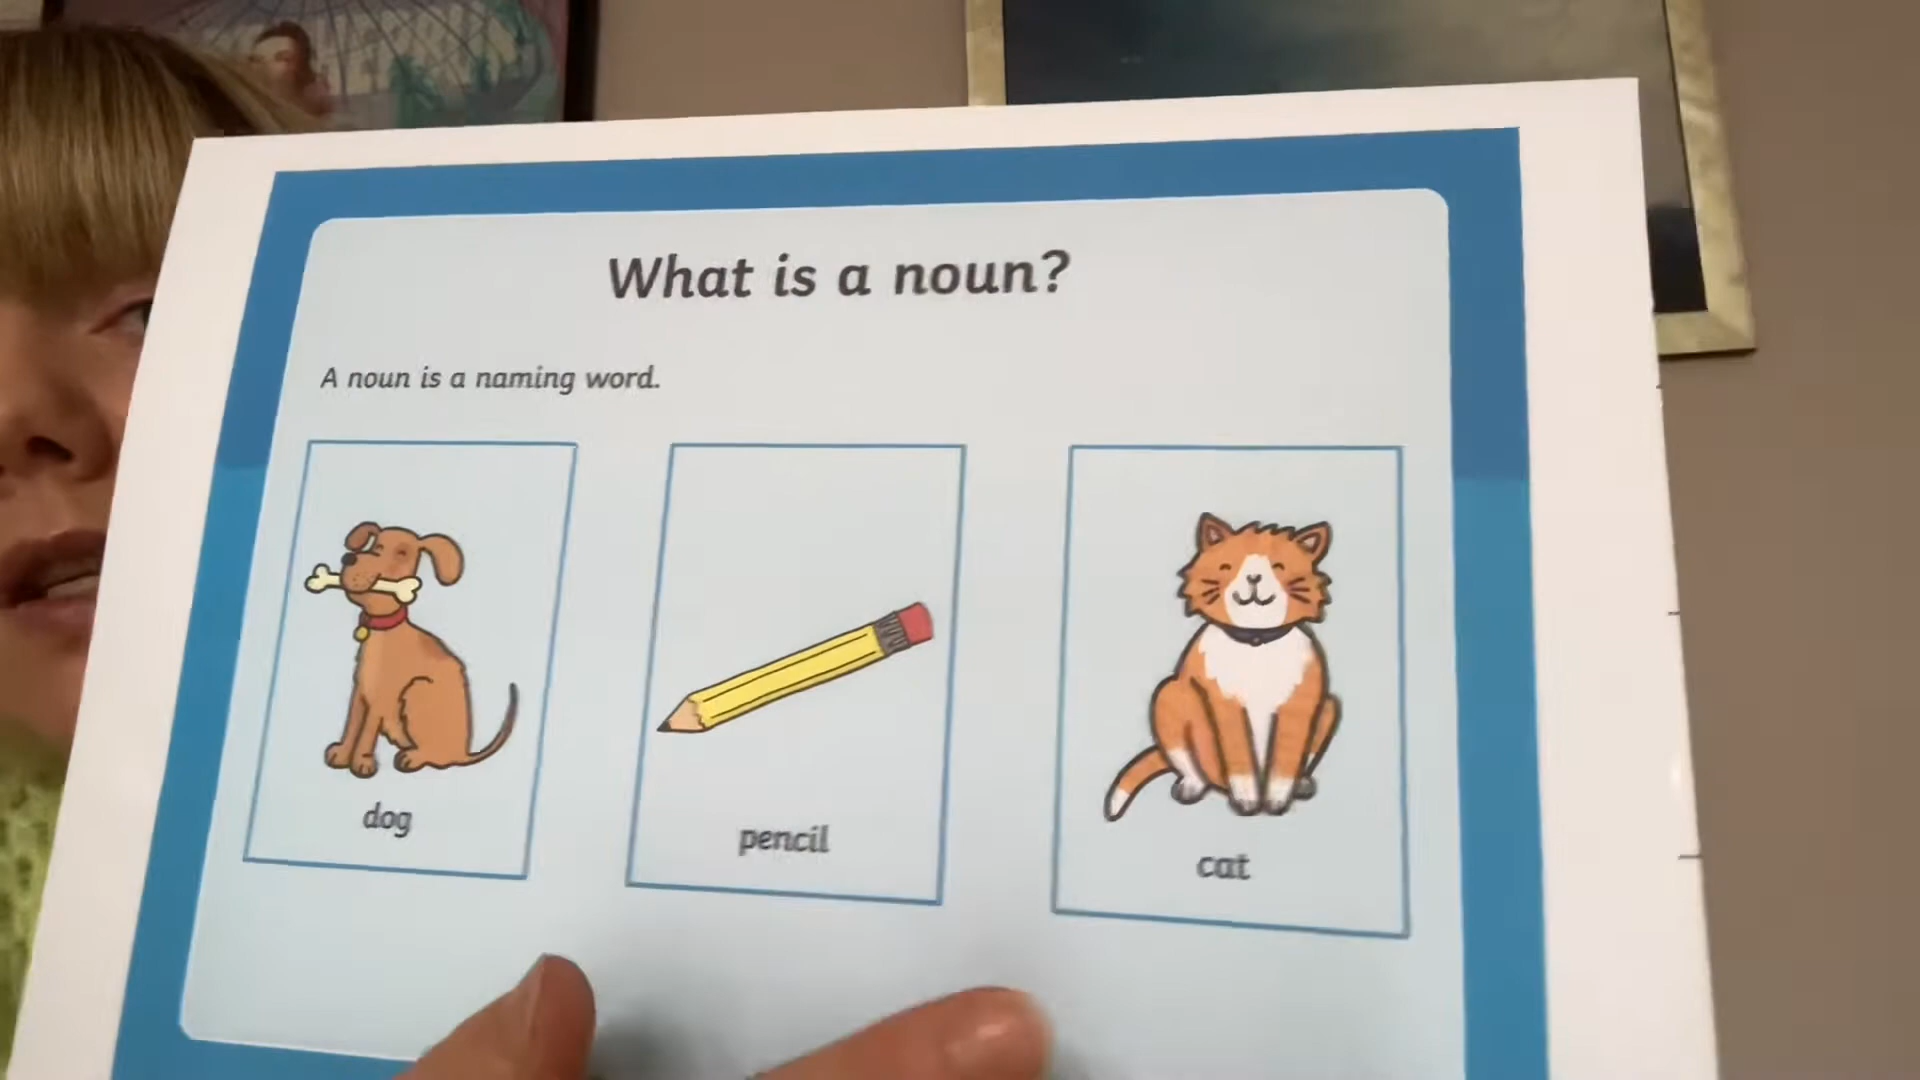 What is a noun?
A noun is a naming word.
dog
pencil
cat